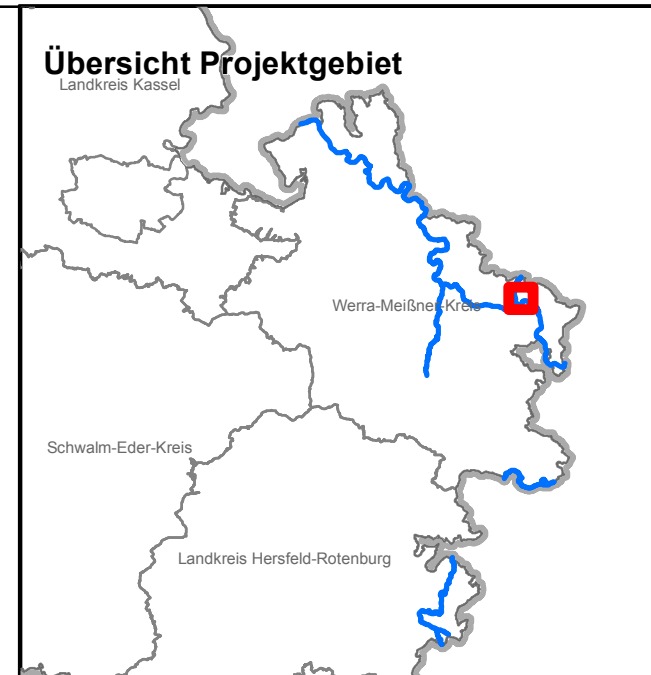 Übersicht Projektgebiet
Landkreis Kassel
Werra-Meißner-Kreis
Schwalm-Eder-Kreis
Landkreis Hersfeld-Rotenburg